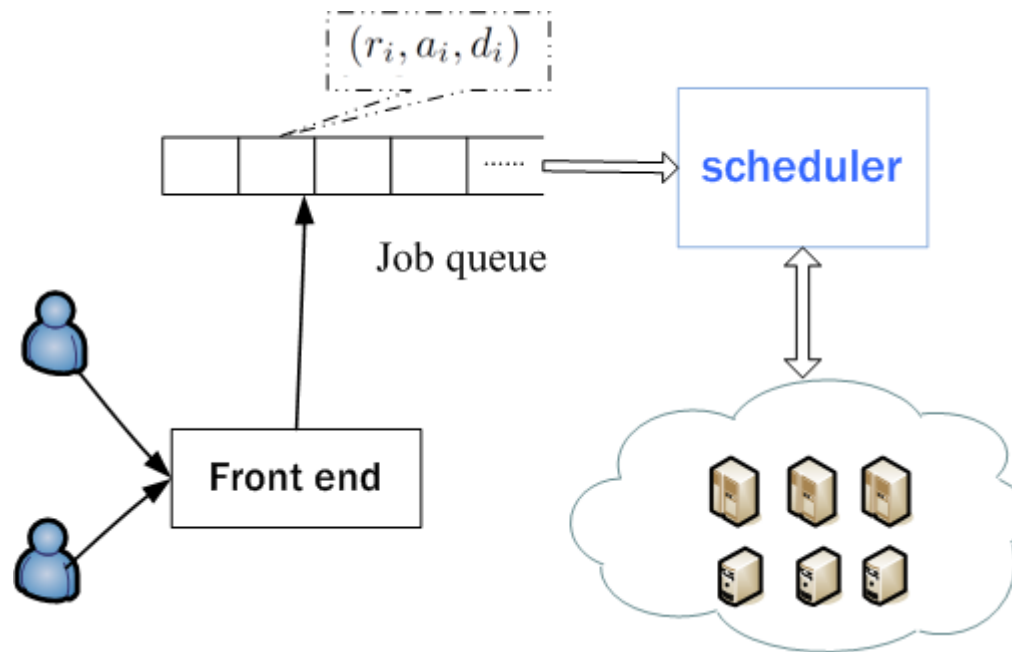 (r_i, a_i, d_i)
......
scheduler
Job queue
Front end